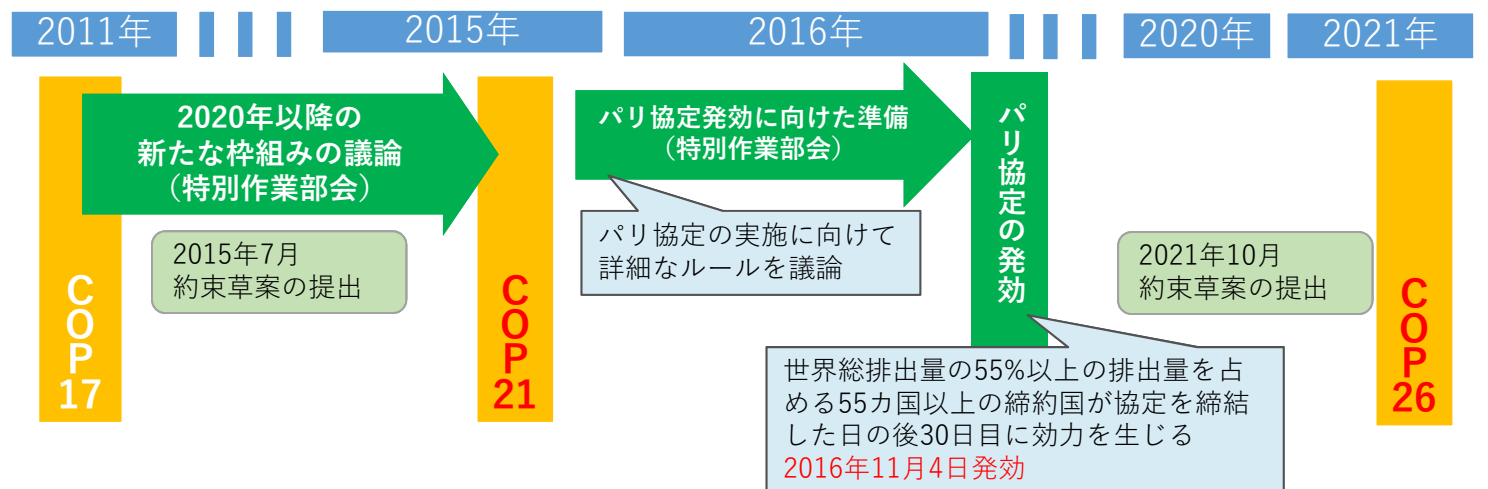 2011年
2015年
2016年
2020年
2021年
COP17
2020年以降の
新たな枠組みの議論
（特別作業部会）
2015年7月
約束草案の提出
COP21
パリ協定発効に向けた準備
（特別作業部会）
パリ協定の実施に向けて
詳細なルールを議論
パリ協定の発効
世界総排出量の55%以上の排出量を占
める55カ国以上の締約国が協定を締結
した日の後30日目に効力を生じる
2016年11月4日発効
2021年10月
約束草案の提出
COP26